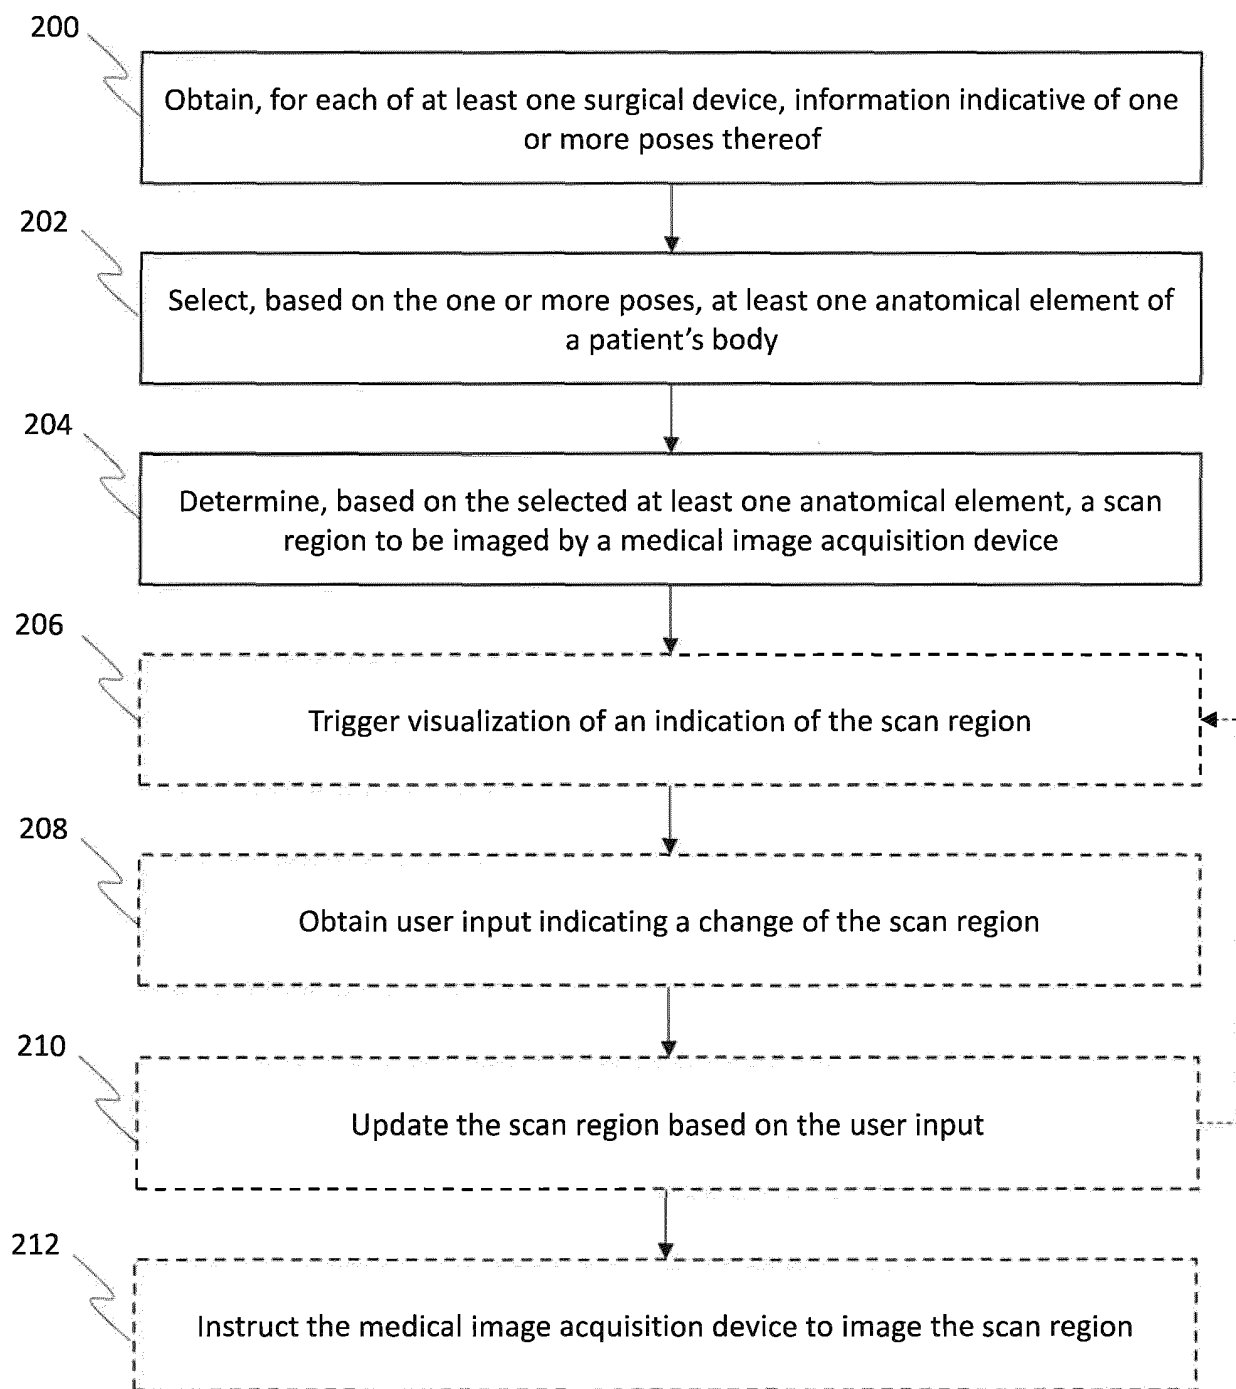 200
Obtain, for each of at least one surgical device, information indicative of one
or more poses thereof
202
Select, based on the one or more poses, at least one anatomical element of
a patient's body
204
Determine, based on the selected at least one anatomical element, a scan
region to be imaged by a medical image acquisition device
206
Trigger visualization of an indication of the scan region
208
Obtain user input indicating a change of the scan region
210
Update the scan region based on the user input
212
Instruct the medical image acquisition device to image the scan region